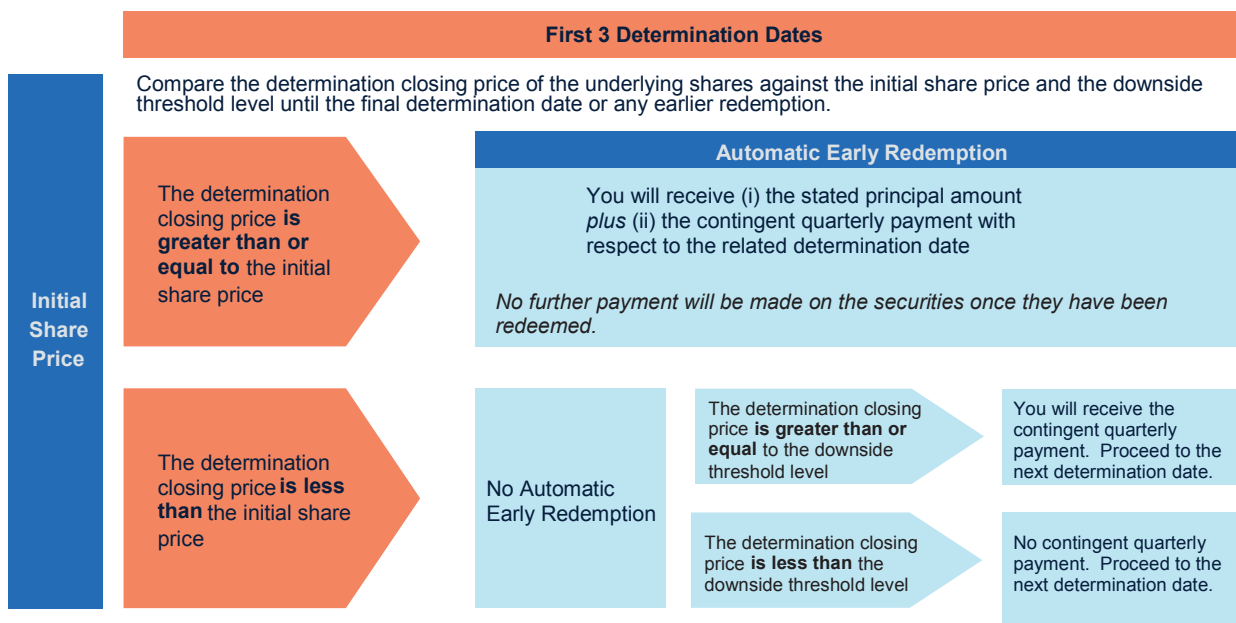 First 3 Determination Dates
Compare the determination closing price of the underlying shares against the initial share price and the downside
threshold level until the final determination date or any earlier redemption.
Initial
Share
Price
The determination
closing price is
greater than or
equal to the initial
share price
Automatic Early Redemption
You will receive (i) the stated principal amount
plus (ii) the contingent quarterly payment with
respect to the related determination date
No further payment will be made on the securities once they have been
redeemed.
The determination
closing price is less
than the initial share
price
No Automatic
Early Redemption
The determination closing
price is greater than or
equal to the downside
threshold level
You will receive the
contingent quarterly
payment.  Proceed to the
next determination date.
The determination closing
price is less than the
downside threshold level
No contingent quarterly
payment.  Proceed to the
next determination date.